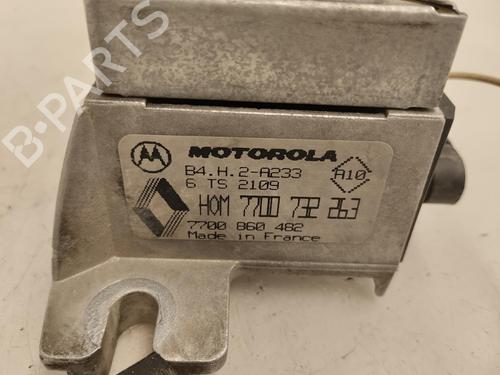 B-PARTS
MOTOROLA
B4.H.2-A233
A10
6 TS 2109
HOM 7700 732 263
7700 860 482
Made in France